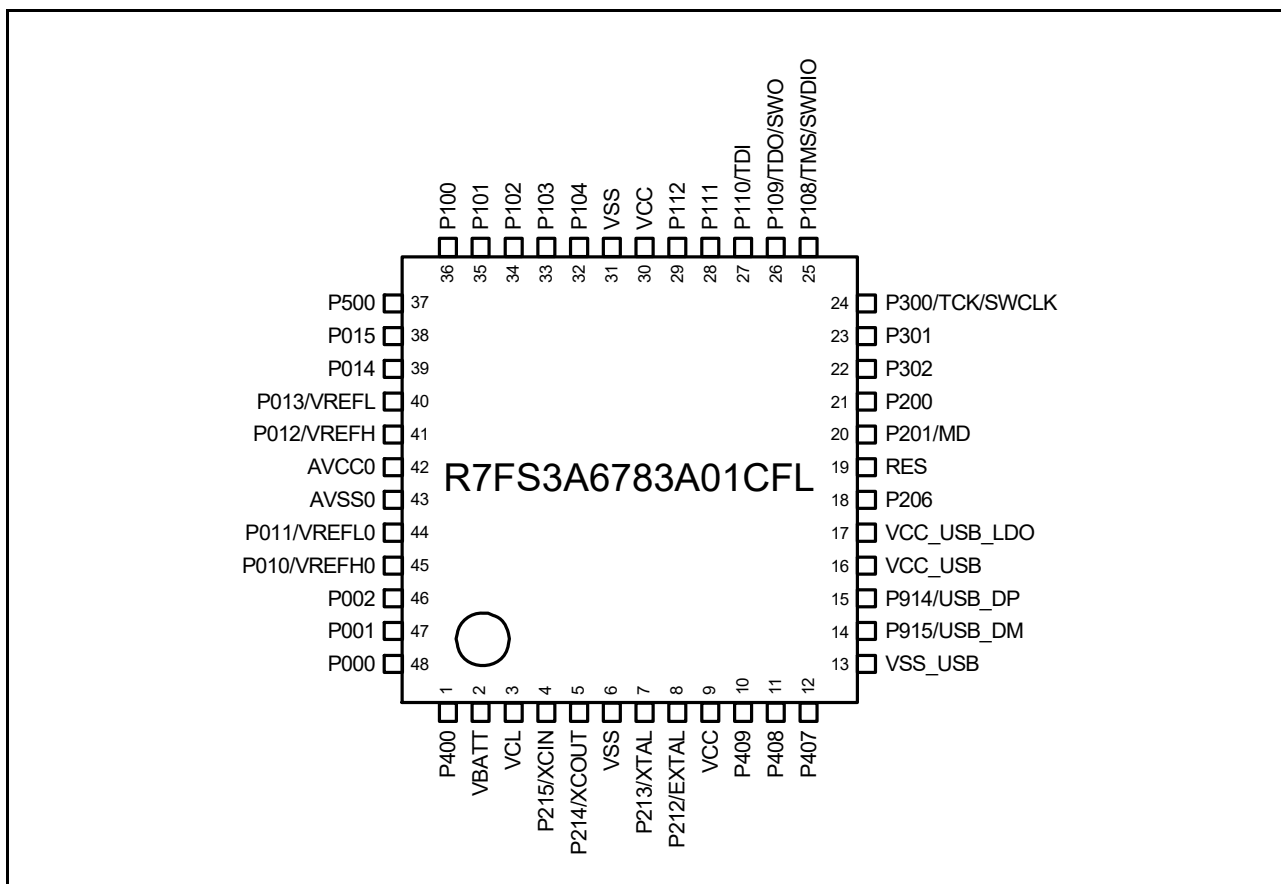 P100
P101
P102
P103
P104
VSS
VCC
P112
P111
P110/TDI
P109/TDO/SWO
P108/TMS/SWDIO
36
35
34
33
32
31
30
29
28
27
26
25
P500 37
P015 38
P014 39
P013/VREFL 40
P012/VREFH 41
AVCC0 42
AVSS0 43
P011/VREFL0 44
P010/VREFH0 45
P002 46
P001 47
P000 48
R7FS3A6783A01CFL
24 P300/TCK/SWCLK
23 P301
22 P302
21 P200
20 P201/MD
19 RES
18 P206
17 VCC_USB_LDO
16 VCC_USB
15 P914/USB_DP
14 P915/USB_DM
13 VSS_USB
1
2
3
4
5
6
7
8
9
10
11
12
P400
VBATT
VCL
P215/XCIN
P214/XCOUT
VSS
P213/XTAL
P212/EXTAL
VCC
P409
P408
P407